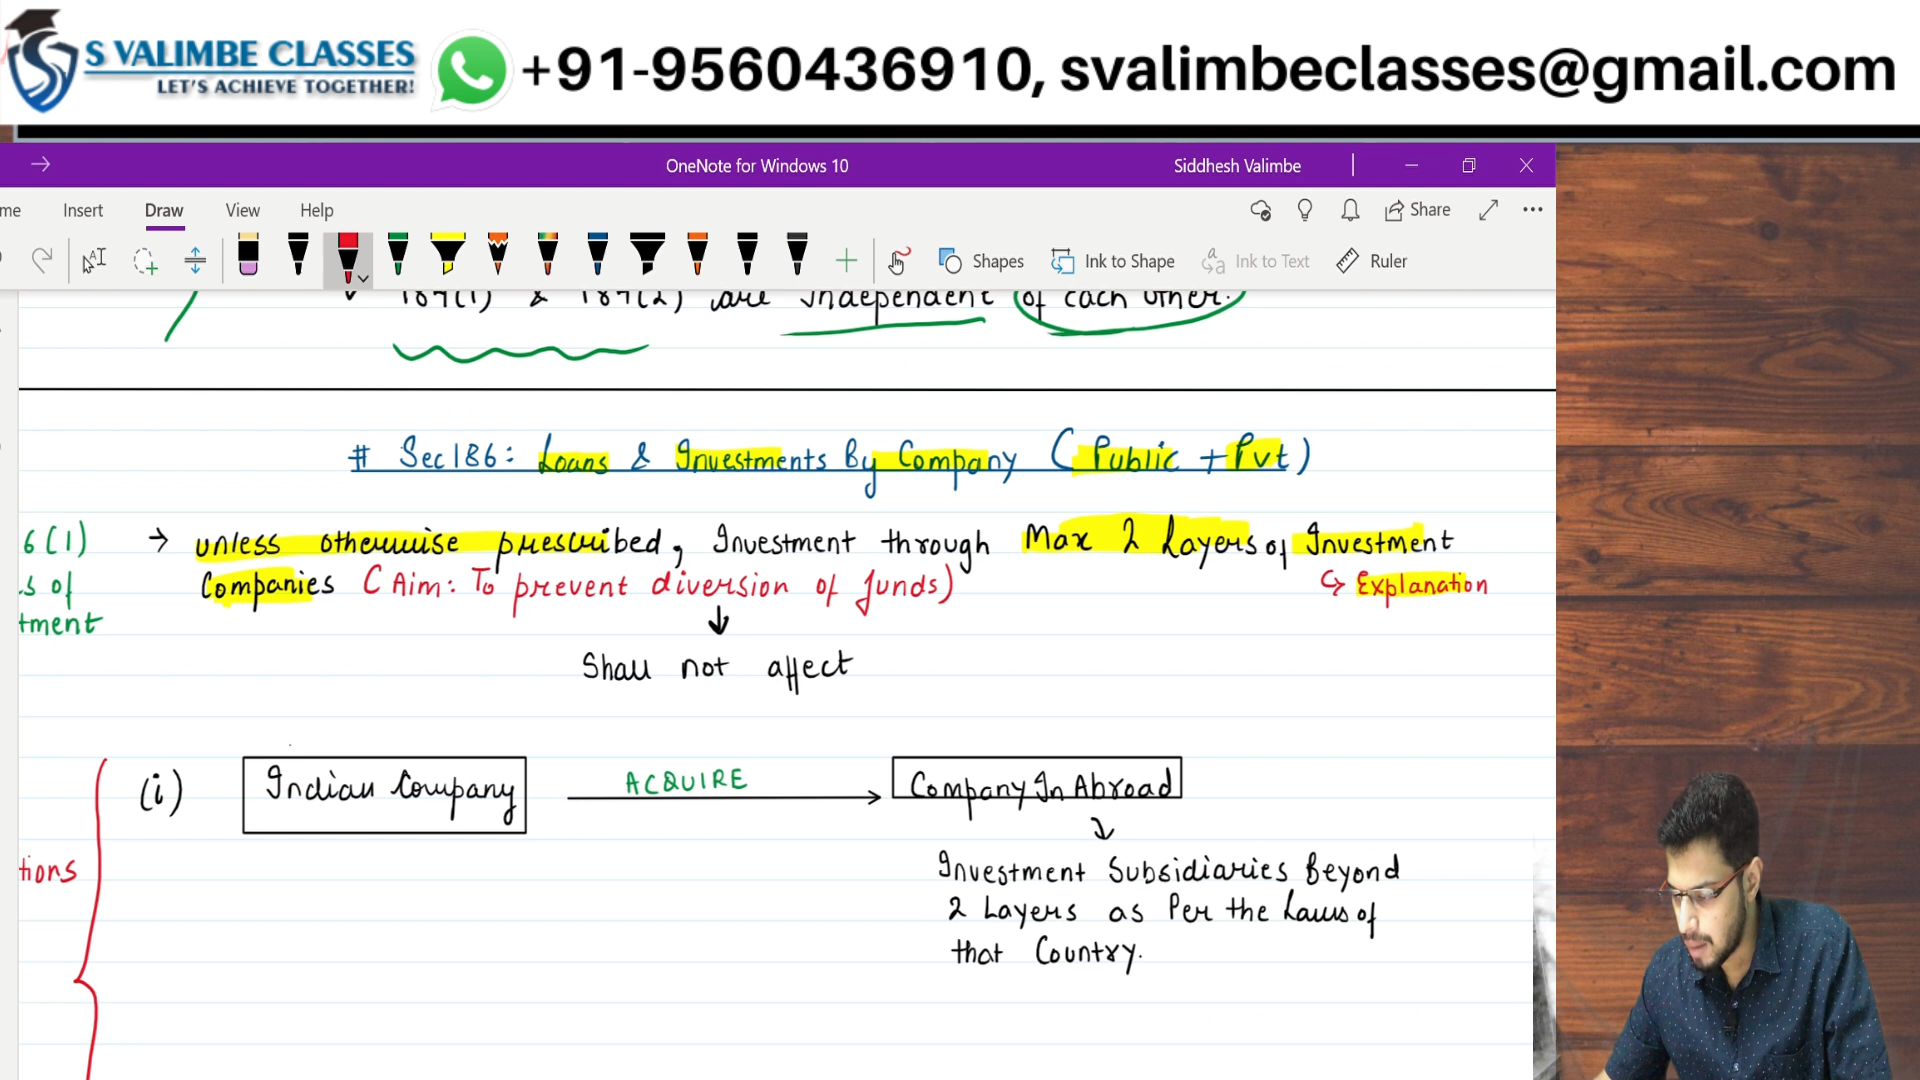 S VALIMBE CLASSES
LET'S ACHIEVE TOGETHER!
+91-9560436910, svalimbeclasses@gmail.com
OneNote for Windows 10
Siddhesh Valimbe
me Insert Draw View Help
Share
Shapes
Ink to Shape
Ink to Text
Ruler
& are independent of each other.
# Sec 186: Loans & Investments By Company (Public + Pvt)
6(1) → unless otherwise prescribed, Investment through Max 2 Layers of Investment
s of Companies (Aim: To prevent diversion of funds) ↳ Explanation
tment
↓
Shall not affect
(i) Indian Company ACQUIRE → Company In Abroad
Investment Subsidiaries Beyond
tions
2 Layers as Per the Laws of
that Country.